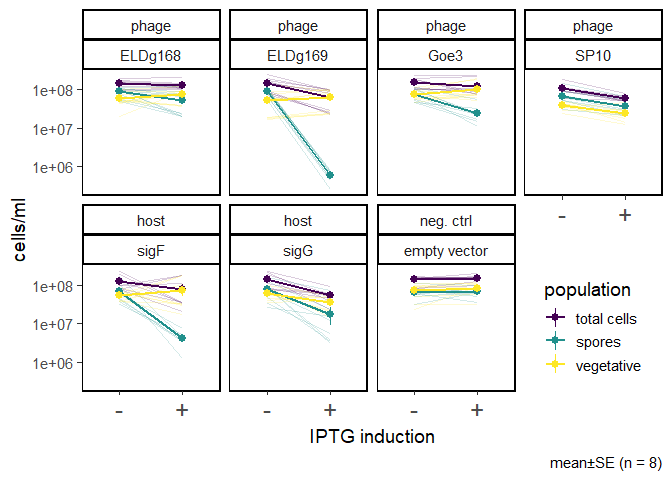 phage phage phage phage
ELDg168 ELDg169 Goe3 SP10
1e+08
1e+07
1e+06
- +
host host neg. ctrl
sigF sigG empty vector
1e+08
1e+07
1e+06
- + - + - +
cells/ml
IPTG induction
population
total cells
spores
vegetative
mean±SE (n = 8)